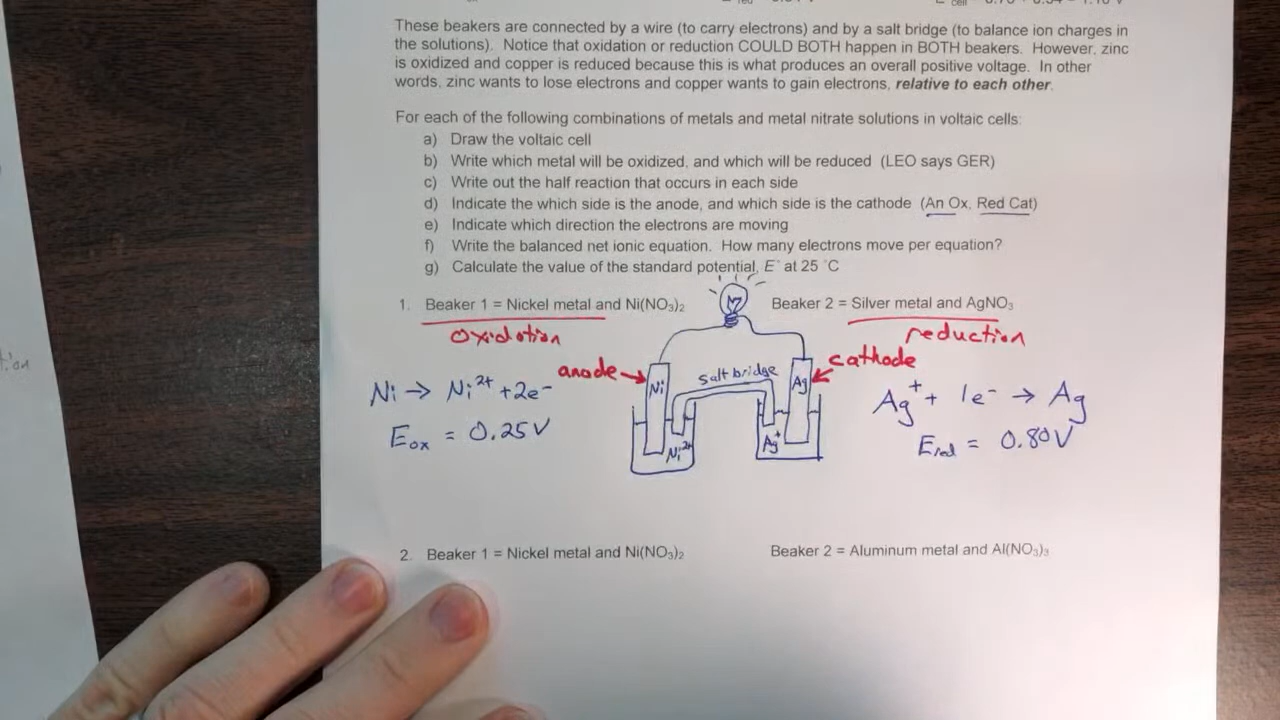 These beakers are connected by a wire (to carry electrons) and by a salt bridge (to balance ion charges in
the solutions). Notice that oxidation or reduction COULD BOTH happen in BOTH beakers. However, zinc
is oxidized and copper is reduced because this is what produces an overall positive voltage. In other
words, zinc wants to lose electrons and copper wants to gain electrons, relative to each other.
For each of the following combinations of metals and metal nitrate solutions in voltaic cells:
a) Draw the voltaic cell
b) Write which metal will be oxidized, and which will be reduced (LEO says GER)
c) Write out the half reaction that occurs in each side
d) Indicate the which side is the anode, and which side is the cathode (An Ox, Red Cat)
e) Indicate which direction the electrons are moving
f) Write the balanced net ionic equation. How many electrons move per equation?
g) Calculate the value of the standard potential, E° at 25 °C
1. Beaker 1 = Nickel metal and Ni(NO₃)₂ Beaker 2 = Silver metal and AgNO₃
oxidation reduction
anode cathode
salt bridge
Ni Ag
Ni → Ni²⁺ + 2e⁻ Ag⁺ + 1e⁻ → Ag
E_ox = 0.25V E_red = 0.80V
Ni²⁺ Ag⁺
2. Beaker 1 = Nickel metal and Ni(NO₃)₂ Beaker 2 = Aluminum metal and Al(NO₃)₃